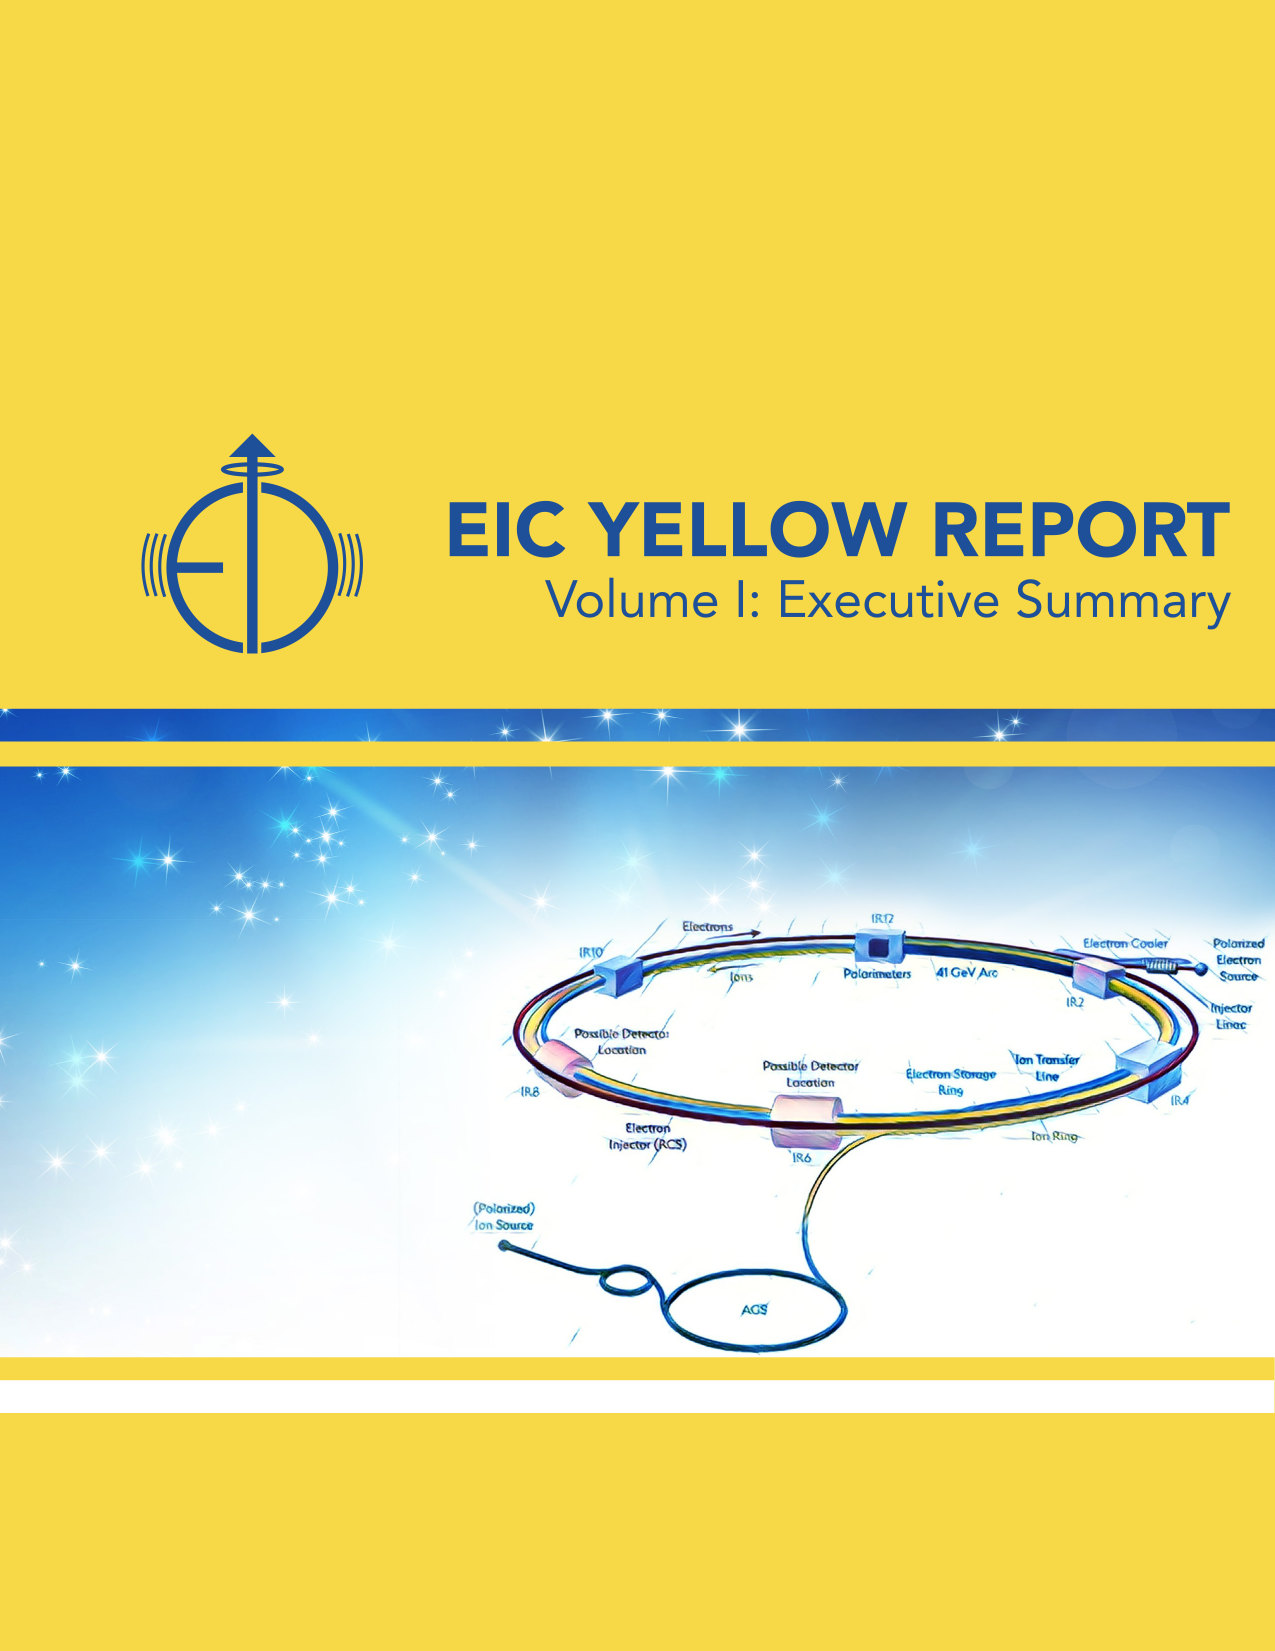 EIC YELLOW REPORT
Volume I: Executive Summary
IR12
Electrons
IR10
Ions
Polarimeters
41 GeV Arc
Electron Cooler
Polarized
Electron
Source
IR2
Injector
Linac
Possible Detector
Location
IR8
Possible Detector
Location
Electron Storage
Ring
Ion Transfer
Line
IR4
Electron
Injector (RCS)
IR6
Ion Ring
(Polarized)
Ion Source
AGS